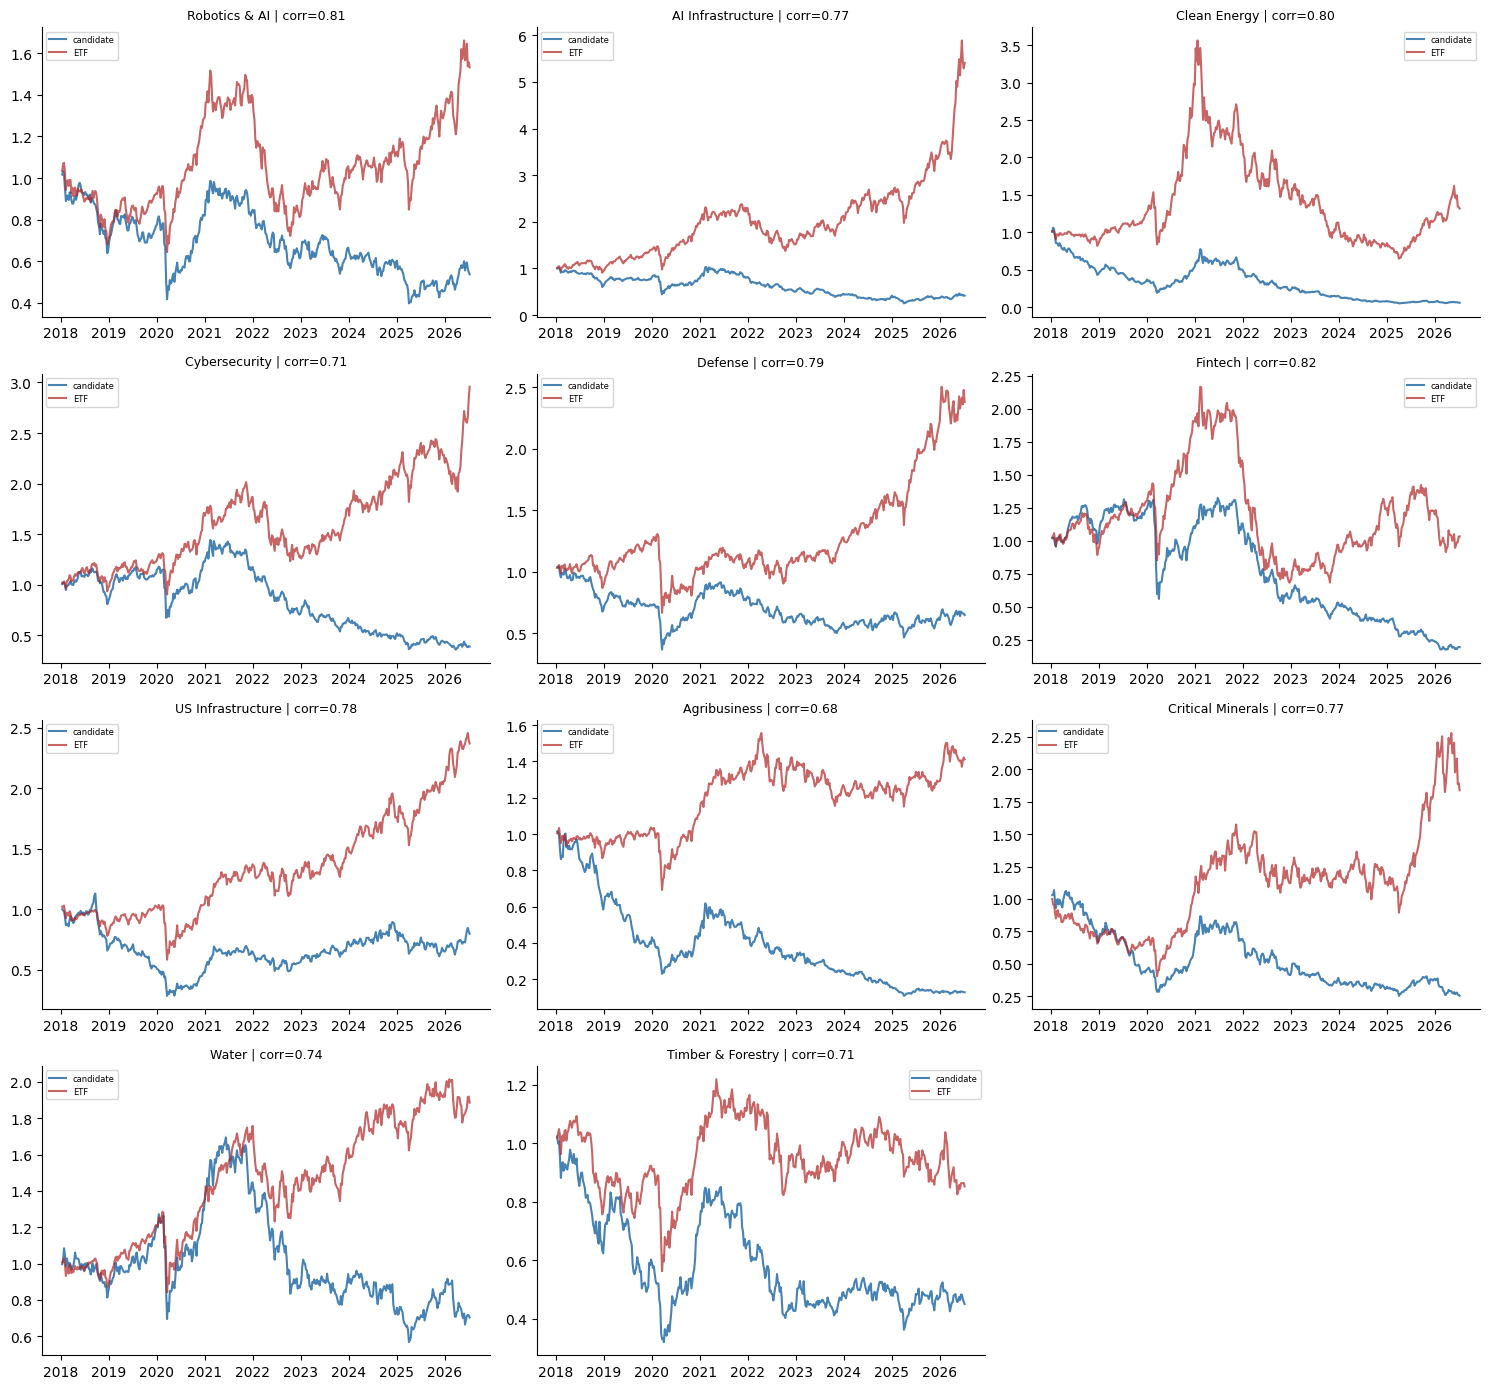 Robotics & AI | corr=0.81
candidate
ETF
1.6
1.4
1.2
1.0
0.8
0.6
0.4
2018 2019 2020 2021 2022 2023 2024 2025 2026
AI Infrastructure | corr=0.77
candidate
ETF
6
5
4
3
2
1
0
2018 2019 2020 2021 2022 2023 2024 2025 2026
Clean Energy | corr=0.80
candidate
ETF
3.5
3.0
2.5
2.0
1.5
1.0
0.5
0.0
2018 2019 2020 2021 2022 2023 2024 2025 2026
Cybersecurity | corr=0.71
candidate
ETF
3.0
2.5
2.0
1.5
1.0
0.5
2018 2019 2020 2021 2022 2023 2024 2025 2026
Defense | corr=0.79
candidate
ETF
2.5
2.0
1.5
1.0
0.5
2018 2019 2020 2021 2022 2023 2024 2025 2026
Fintech | corr=0.82
candidate
ETF
2.25
2.00
1.75
1.50
1.25
1.00
0.75
0.50
0.25
2018 2019 2020 2021 2022 2023 2024 2025 2026
US Infrastructure | corr=0.78
candidate
ETF
2.5
2.0
1.5
1.0
0.5
2018 2019 2020 2021 2022 2023 2024 2025 2026
Agribusiness | corr=0.68
candidate
ETF
1.6
1.4
1.2
1.0
0.8
0.6
0.4
0.2
2018 2019 2020 2021 2022 2023 2024 2025 2026
Critical Minerals | corr=0.77
candidate
ETF
2.25
2.00
1.75
1.50
1.25
1.00
0.75
0.50
0.25
2018 2019 2020 2021 2022 2023 2024 2025 2026
Water | corr=0.74
candidate
ETF
2.0
1.8
1.6
1.4
1.2
1.0
0.8
0.6
2018 2019 2020 2021 2022 2023 2024 2025 2026
Timber & Forestry | corr=0.71
candidate
ETF
1.2
1.0
0.8
0.6
0.4
2018 2019 2020 2021 2022 2023 2024 2025 2026